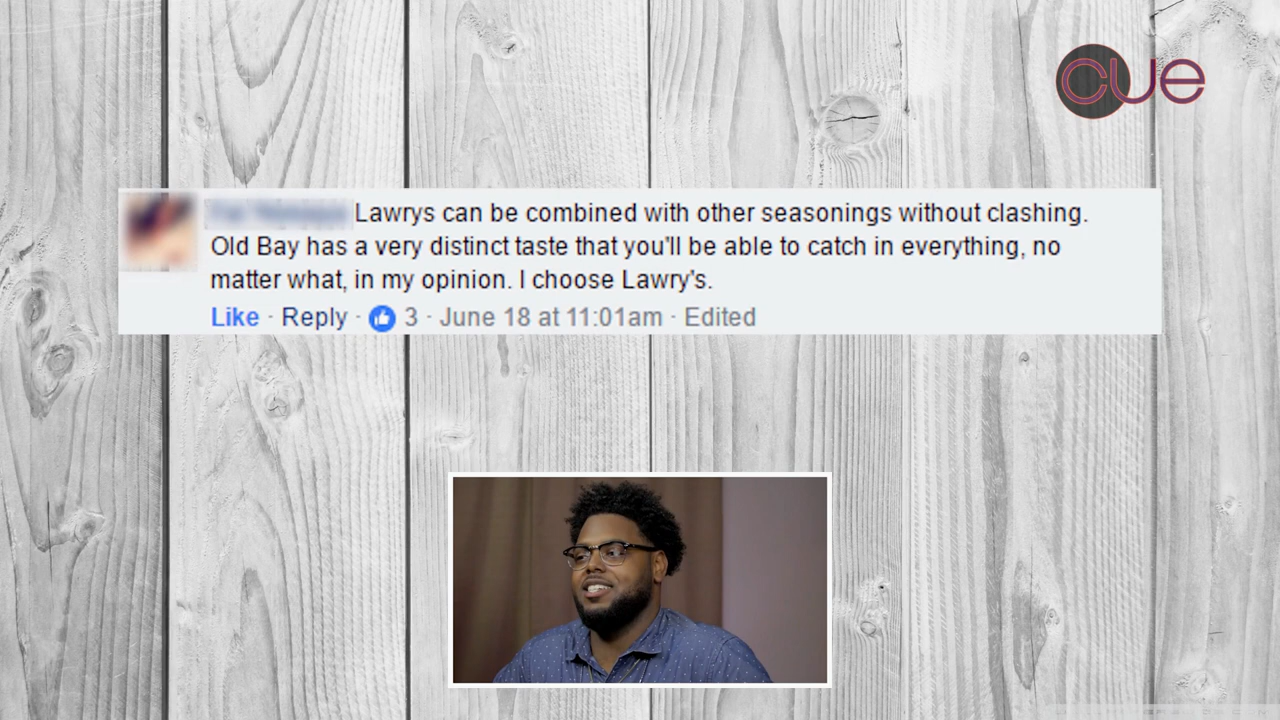 CUE
Lawrys can be combined with other seasonings without clashing.
Old Bay has a very distinct taste that you'll be able to catch in everything, no
matter what, in my opinion. I choose Lawry's.
Like · Reply · 3 · June 18 at 11:01am · Edited